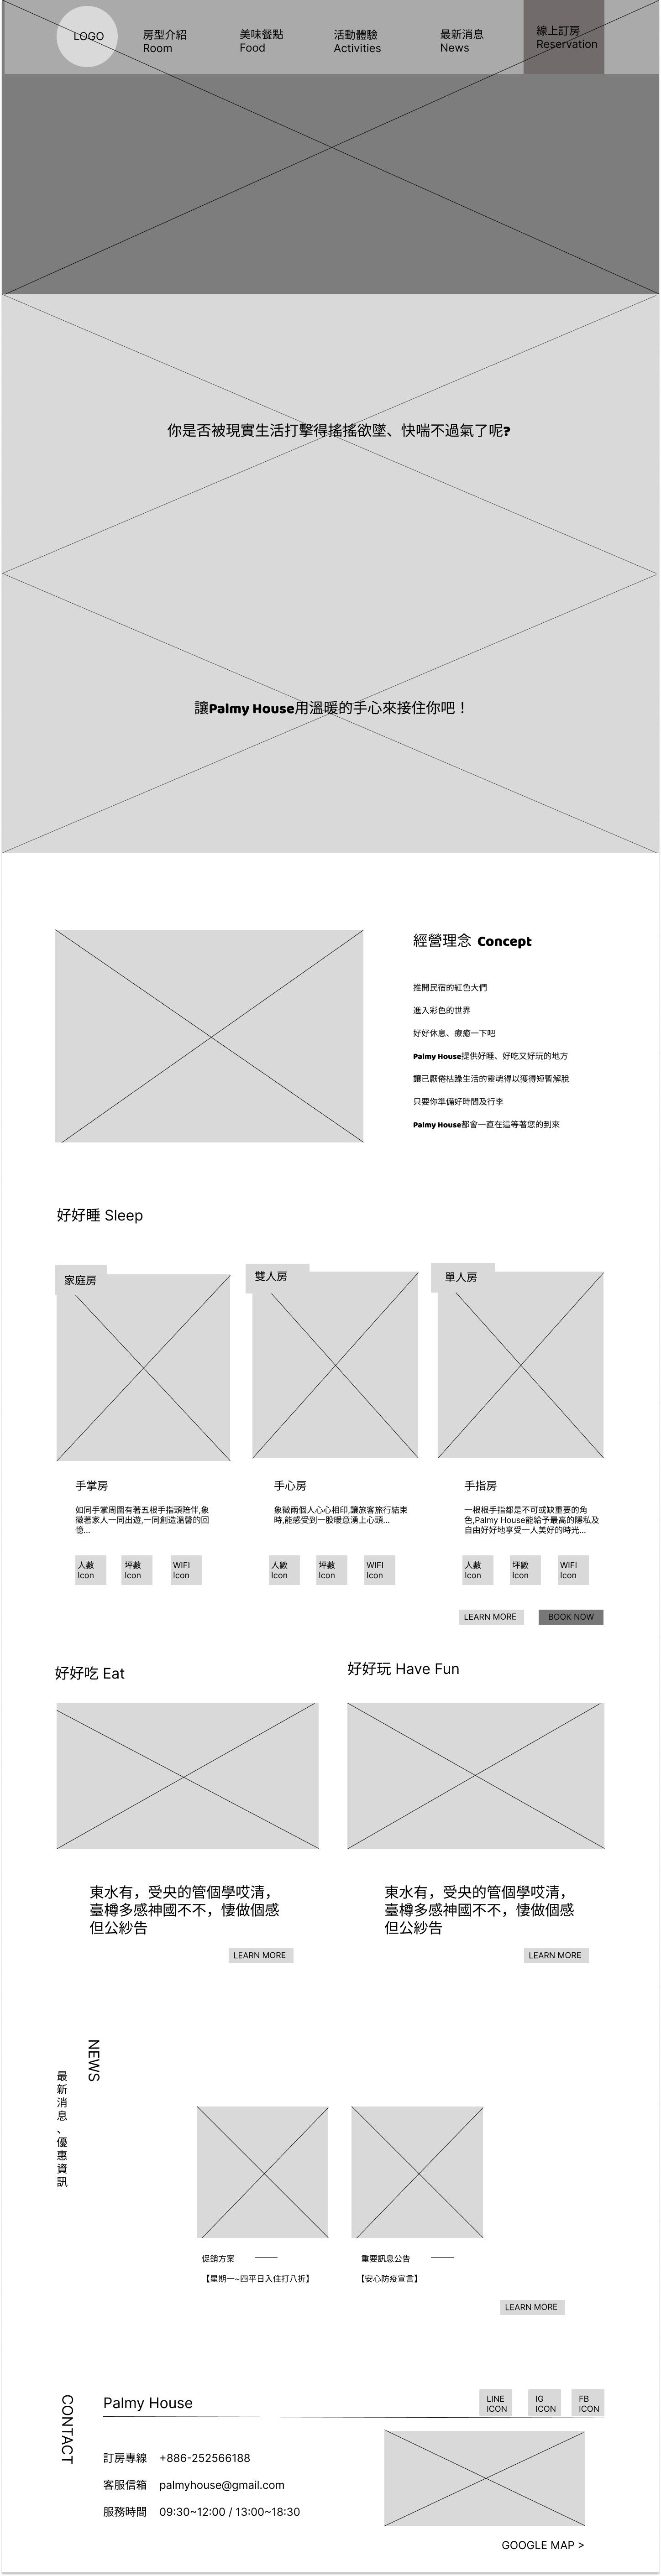 LOGO
房型介紹
Room
美味餐點
Food
活動體驗
Activities
最新消息
News
線上訂房
Reservation
你是否被現實生活打擊得搖搖欲墜、快喘不過氣了呢?
讓Palmy House用溫暖的手心來接住你吧！
經營理念 Concept
推開民宿的紅色大們
進入彩色的世界
好好休息、療癒一下吧
Palmy House提供好睡、好吃又好玩的地方
讓已厭倦枯躁生活的靈魂得以獲得短暫解脫
只要你準備好時間及行李
Palmy House都會一直在這等著您的到來
好好睡 Sleep
家庭房
雙人房
單人房
手掌房
如同手掌周圍有著五根手指頭陪伴,象
徵著家人一同出遊,一同創造溫馨的回
憶...
人數
Icon
坪數
Icon
WIFI
Icon
手心房
象徵兩個人心心相印,讓旅客旅行結束
時,能感受到一股暖意湧上心頭...
人數
Icon
坪數
Icon
WIFI
Icon
手指房
一根根手指都是不可或缺重要的角
色,Palmy House能給予最高的隱私及
自由好好地享受一人美好的時光...
人數
Icon
坪數
Icon
WIFI
Icon
LEARN MORE
BOOK NOW
好好吃 Eat
東水有，受央的管個學哎清，
臺樽多感神國不不，悽做個感
但公紗告
LEARN MORE
好好玩 Have Fun
東水有，受央的管個學哎清，
臺樽多感神國不不，悽做個感
但公紗告
LEARN MORE
NEWS
最新消息、優惠資訊
促銷方案
【星期一~四平日入住打八折】
重要訊息公告
【安心防疫宣言】
LEARN MORE
CONTACT
Palmy House
LINE
ICON
IG
ICON
FB
ICON
訂房專線 +886-252566188
客服信箱 palmyhouse@gmail.com
服務時間 09:30~12:00 / 13:00~18:30
GOOGLE MAP >